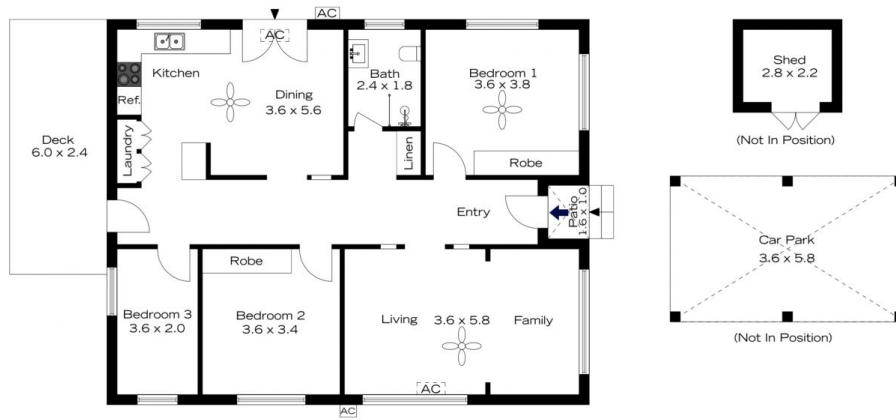 AC
AC
Kitchen
Ref.
Dining
3.6 x 5.6
Bath
2.4 x 1.8
Bedroom 1
3.6 x 3.8
Robe
Linen
Laundry
Deck
6.0 x 2.4
Entry
Patio
1.6 x 1.0
Robe
Bedroom 3
3.6 x 2.0
Bedroom 2
3.6 x 3.4
Living
3.6 x 5.8
Family
AC
AC
Shed
2.8 x 2.2
(Not In Position)
Car Park
3.6 x 5.8
(Not In Position)